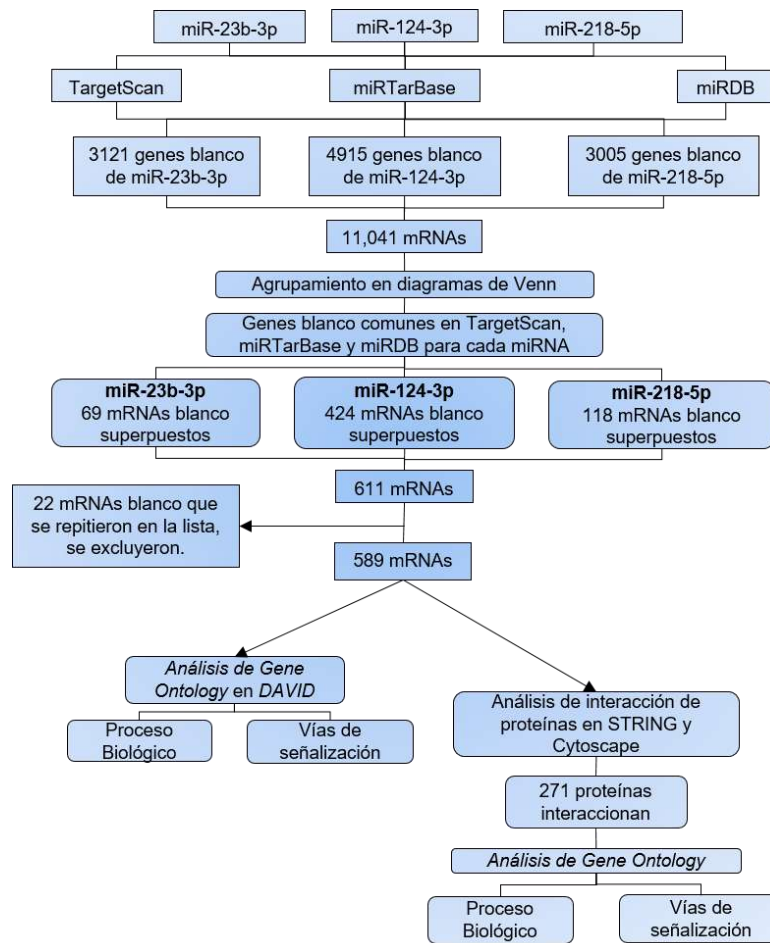 miR-23b-3p
miR-124-3p
miR-218-5p
TargetScan
miRTarBase
miRDB
3121 genes blanco
de miR-23b-3p
4915 genes blanco
de miR-124-3p
3005 genes blanco
de miR-218-5p
11,041 mRNAs
Agrupamiento en diagramas de Venn
Genes blanco comunes en TargetScan,
miRTarBase y miRDB para cada miRNA
miR-23b-3p
69 mRNAs blanco
superpuestos
miR-124-3p
424 mRNAs blanco
superpuestos
miR-218-5p
118 mRNAs blanco
superpuestos
611 mRNAs
22 mRNAs blanco que
se repitieron en la lista,
se excluyeron.
589 mRNAs
Análisis de Gene
Ontology en DAVID
Proceso
Biológico
Vías de
señalización
Análisis de interacción de
proteínas en STRING y
Cytoscape
271 proteínas
interaccionan
Análisis de Gene Ontology
Proceso
Biológico
Vías de
señalización